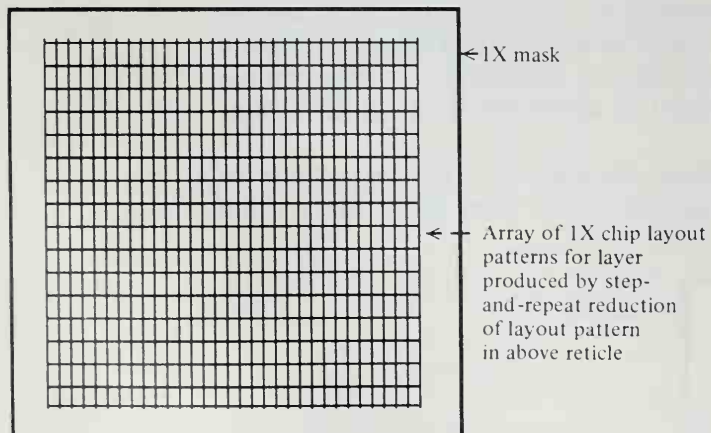 1X mask
Array of 1X chip layout
patterns for layer
produced by step-
and-repeat reduction
of layout pattern
in above reticle